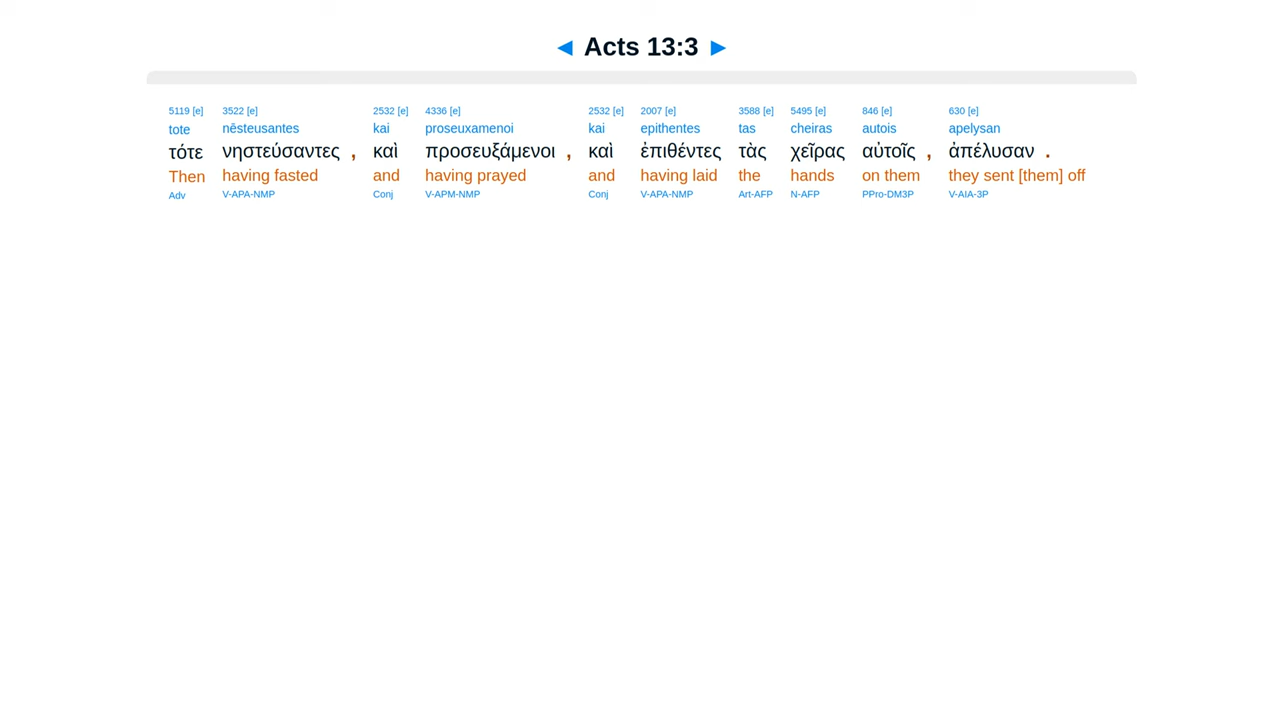 ◄ Acts 13:3 ►
5119 [e] 3522 [e] 2532 [e] 4336 [e] 2532 [e] 2007 [e] 3588 [e] 5495 [e] 846 [e] 630 [e]
tote nēsteusantes kai proseuxamenoi kai epithentes tas cheiras autois apelysan
τότε νηστεύσαντες , καὶ προσευξάμενοι , καὶ ἐπιθέντες τὰς χεῖρας αὐτοῖς , ἀπέλυσαν .
Then having fasted and having prayed and having laid the hands on them they sent [them] off
Adv V-APA-NMP Conj V-APM-NMP Conj V-APA-NMP Art-AFP N-AFP PPro-DM3P V-AIA-3P